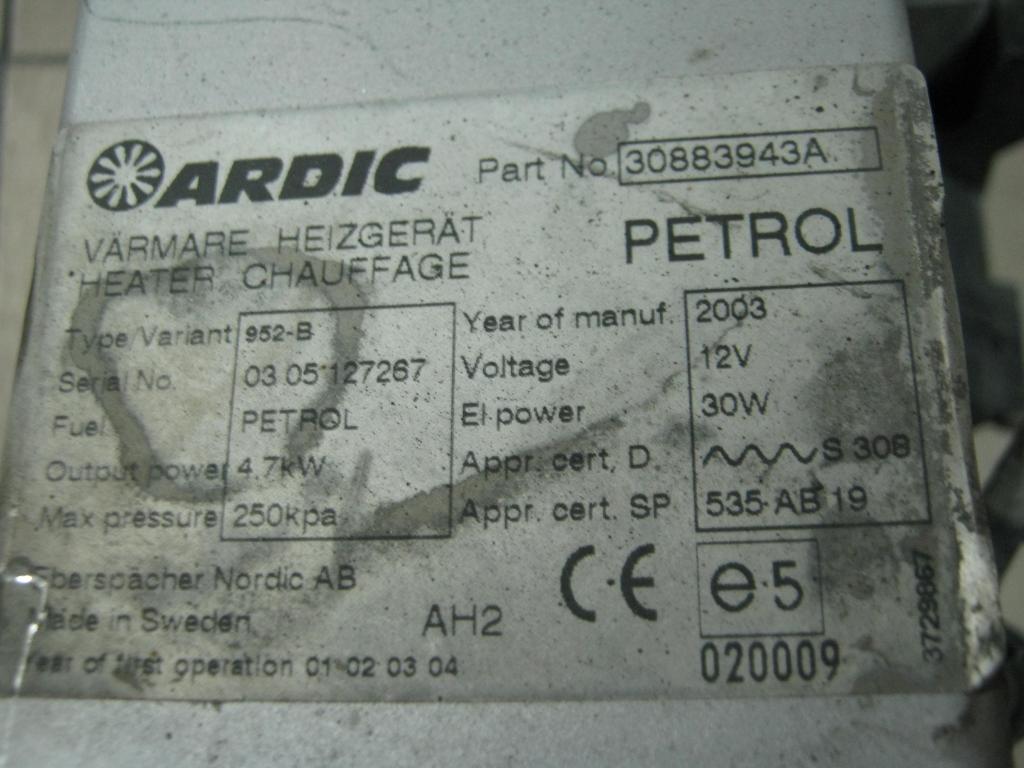 ARDIC Part No. 30883943A
VÄRMARE HEIZGERÄT
HEATER CHAUFFAGE
PETROL
Type/Variant 952-B
Serial No. 03 05 127267
Fuel PETROL
Output power 4.7kW
Max pressure 250kpa
Year of manuf. 2003
Voltage 12V
El-power 30W
Appr. cert, D. S 308
Appr. cert. SP 535-AB 19
Eberspächer Nordic AB
Made in Sweden
AH2
Year of first operation 01 02 03 04
CE
e5
020009
3729867